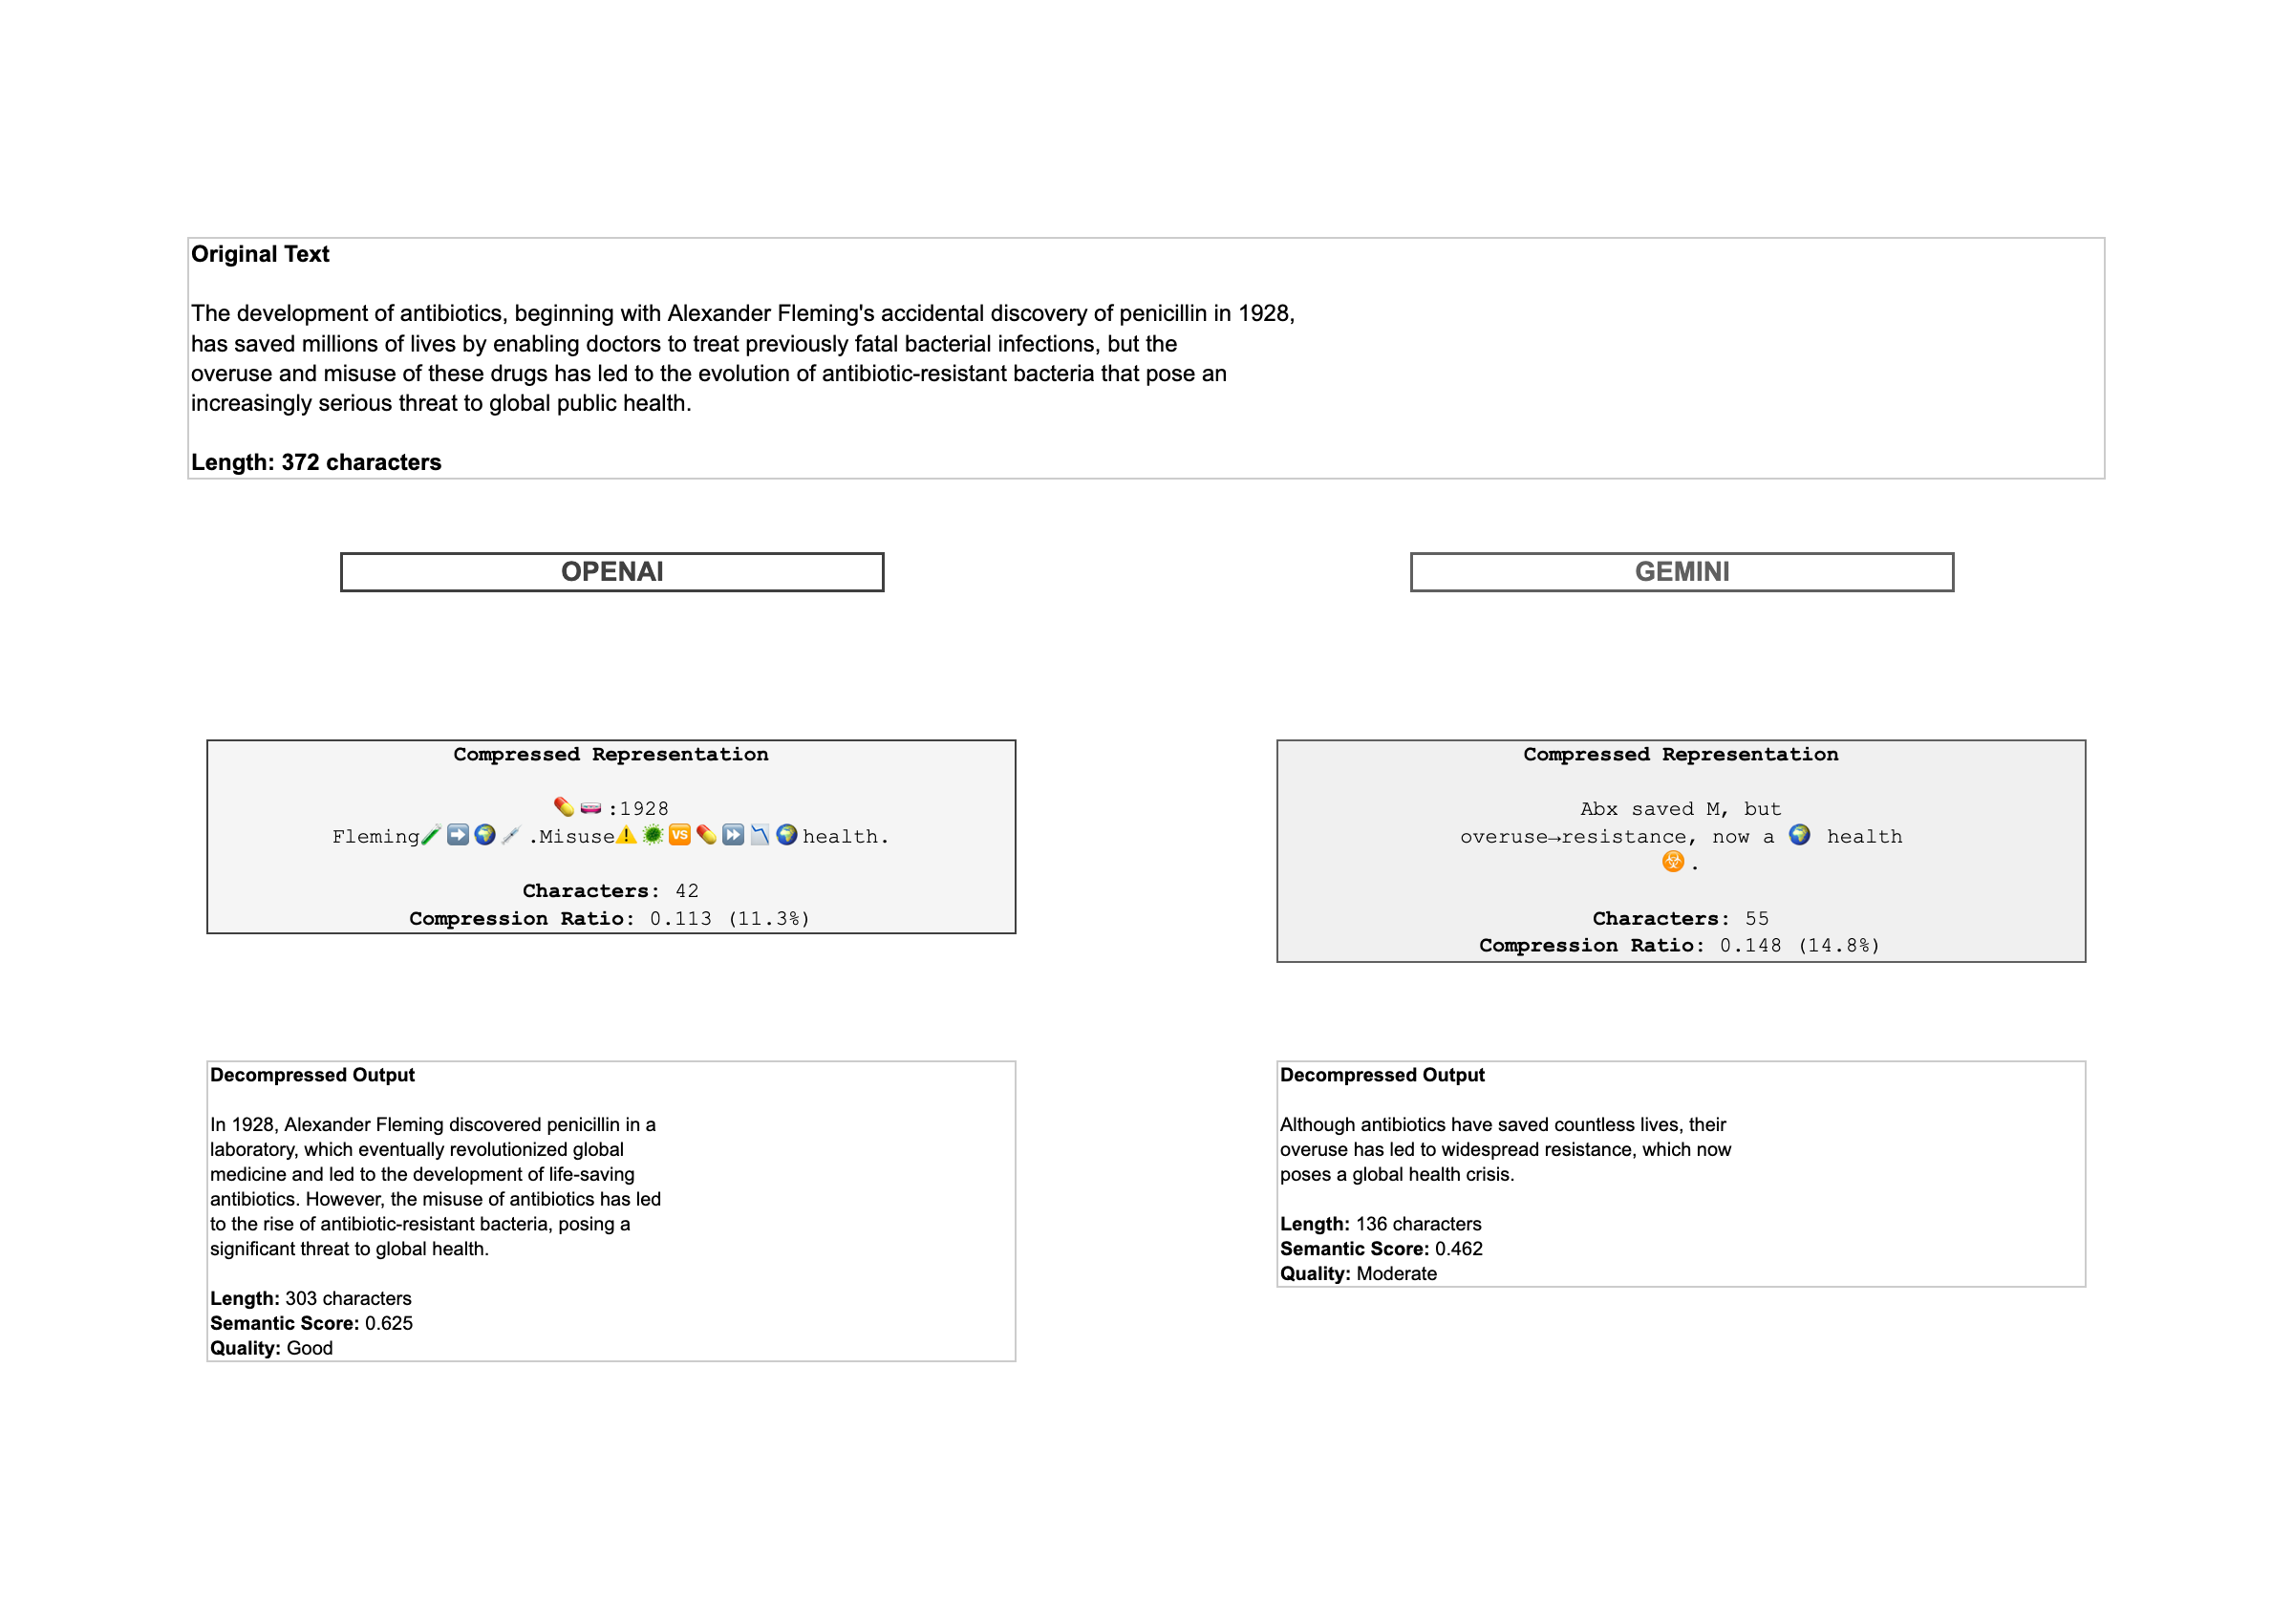 Original Text
The development of antibiotics, beginning with Alexander Fleming's accidental discovery of penicillin in 1928,
has saved millions of lives by enabling doctors to treat previously fatal bacterial infections, but the
overuse and misuse of these drugs has led to the evolution of antibiotic-resistant bacteria that pose an
increasingly serious threat to global public health.
Length: 372 characters
OPENAI
Compressed Representation
💊🧫:1928
Fleming🧪➡️🌍💉.Misuse⚠️🦠🆚💊⏩📉🌍health.
Characters: 42
Compression Ratio: 0.113 (11.3%)
Decompressed Output
In 1928, Alexander Fleming discovered penicillin in a
laboratory, which eventually revolutionized global
medicine and led to the development of life-saving
antibiotics. However, the misuse of antibiotics has led
to the rise of antibiotic-resistant bacteria, posing a
significant threat to global health.
Length: 303 characters
Semantic Score: 0.625
Quality: Good
GEMINI
Compressed Representation
Abx saved M, but
overuse→resistance, now a 🌍 health
☣️.
Characters: 55
Compression Ratio: 0.148 (14.8%)
Decompressed Output
Although antibiotics have saved countless lives, their
overuse has led to widespread resistance, which now
poses a global health crisis.
Length: 136 characters
Semantic Score: 0.462
Quality: Moderate